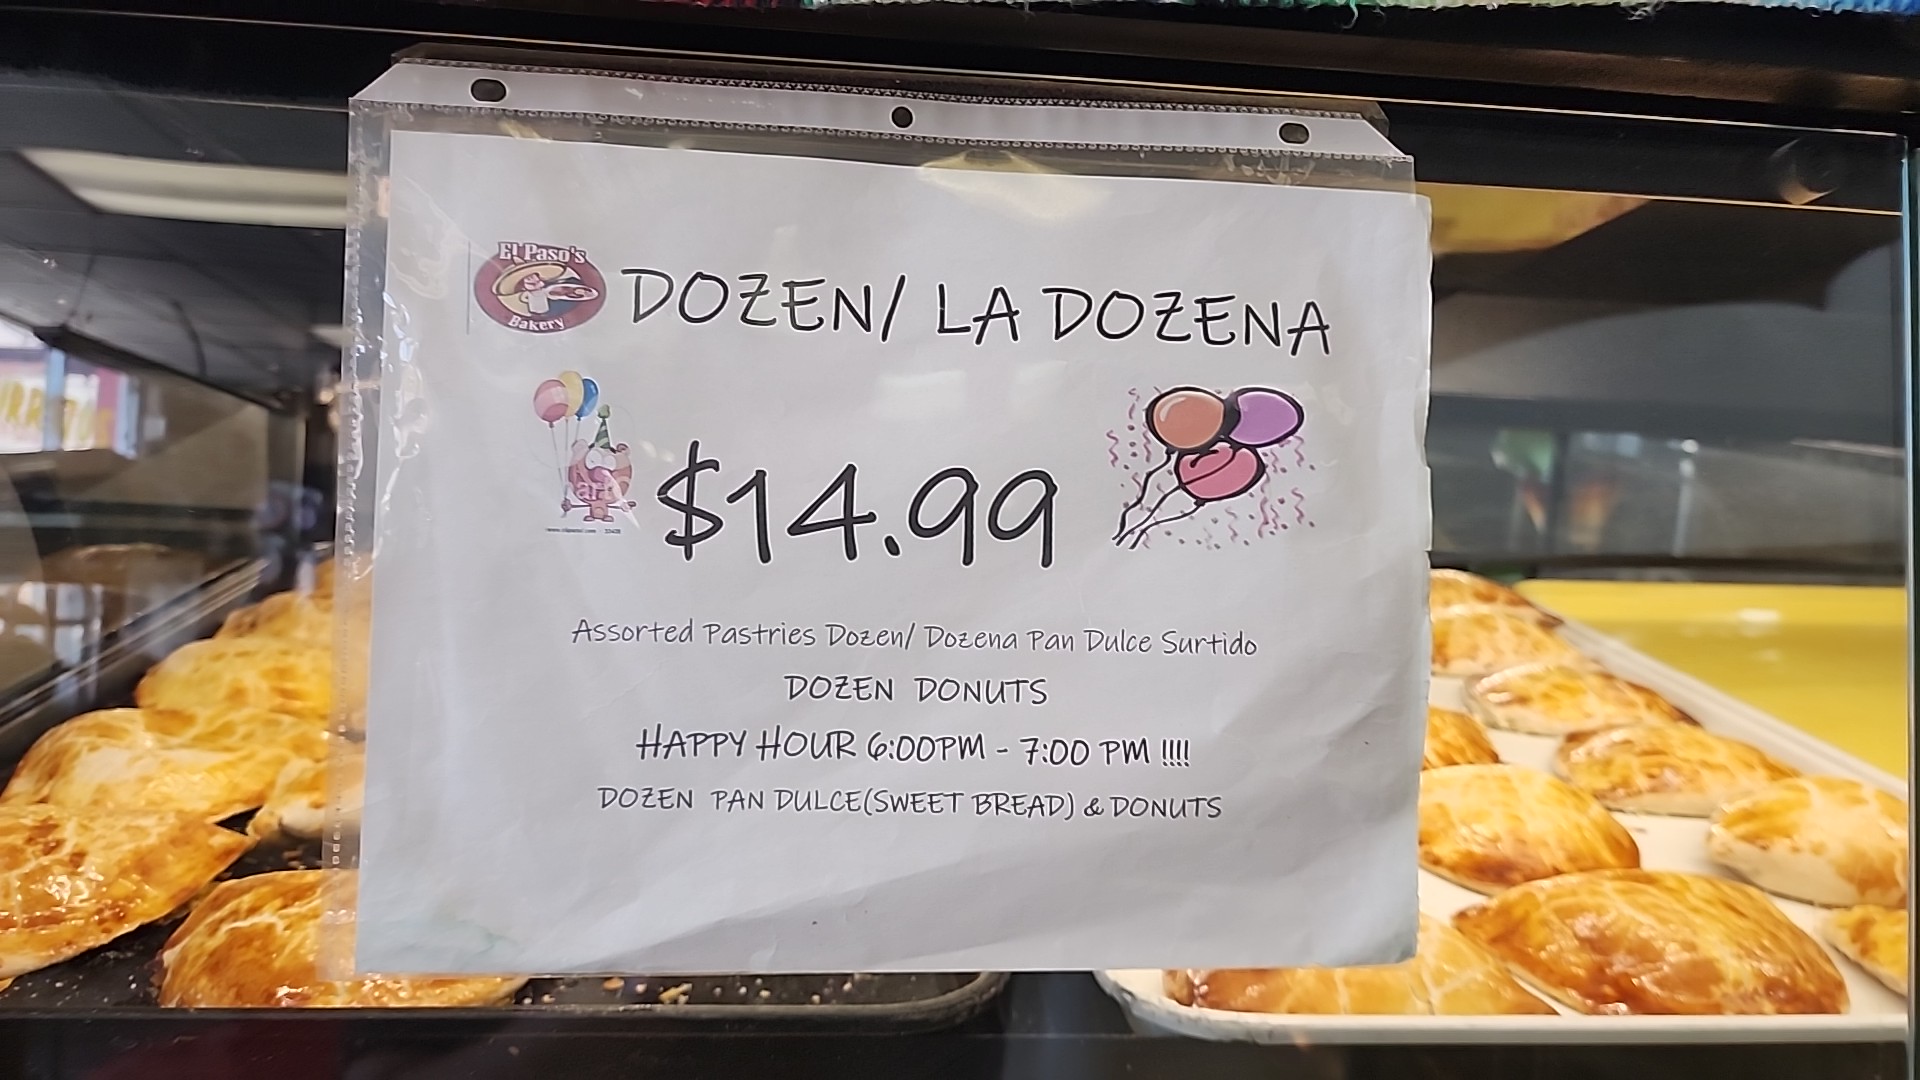 El Paso's
Bakery
DOZEN/ LA DOZENA
$14.99
Assorted Pastries Dozen/ Dozena Pan Dulce Surtido
DOZEN DONUTS
HAPPY HOUR 6:00PM - 7:00 PM !!!!
DOZEN PAN DULCE(SWEET BREAD) & DONUTS